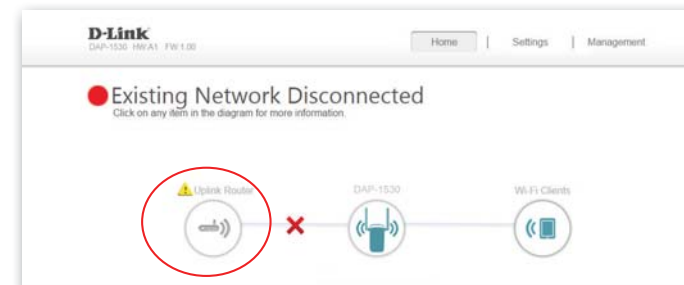 D-Link
DAP-1530 HW:A1 FW:1.00
Home | Settings | Management
Existing Network Disconnected
Click on any item in the diagram for more information.
Uplink Router DAP-1530 Wi-Fi Clients